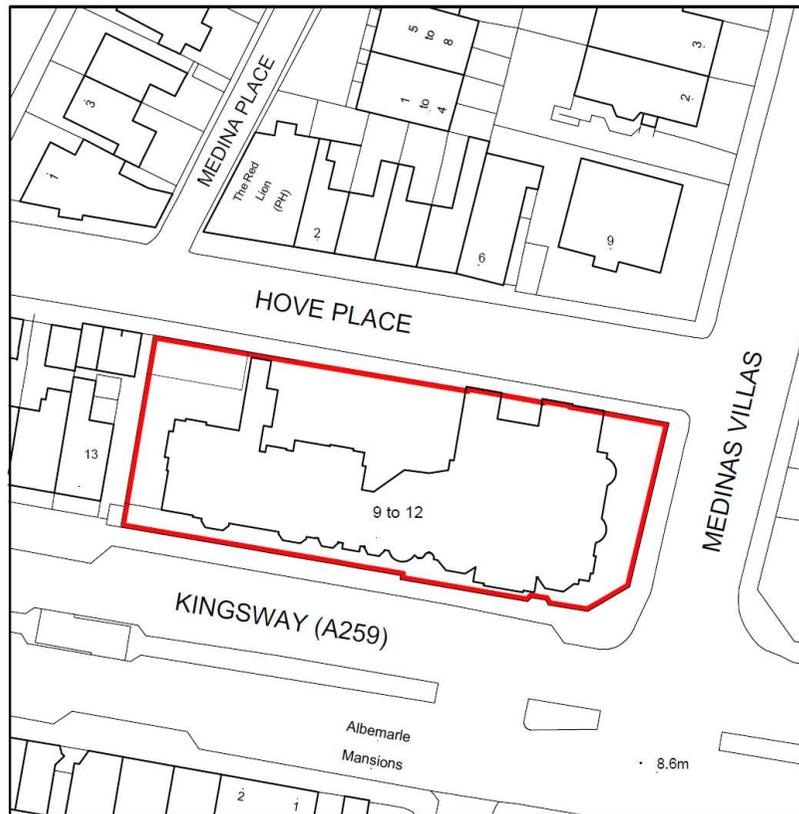 5
to
8
3
MEDINA PLACE
3
1
to
4
2
1
The Red
Lion
(PH)
2
6
9
HOVE PLACE
MEDINAS VILLAS
13
9 to 12
KINGSWAY (A259)
Albemarle
Mansions
8.6m
2
1